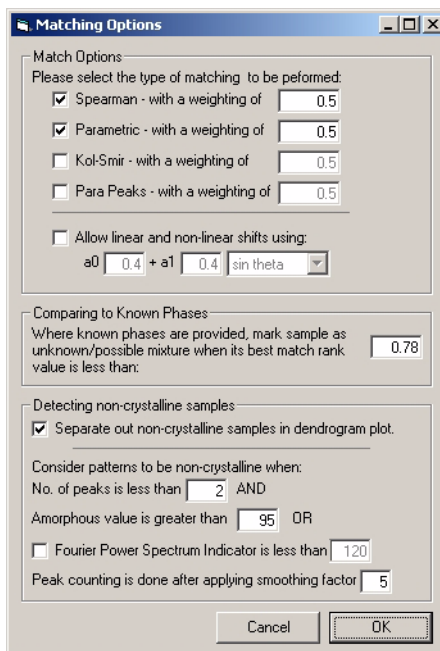 Matching Options
Match Options
Please select the type of matching to be peformed:
Spearman - with a weighting of 0.5
Parametric - with a weighting of 0.5
Kol-Smir - with a weighting of 0.5
Para Peaks - with a weighting of 0.5
Allow linear and non-linear shifts using:
a0 0.4 + a1 0.4 sin theta
Comparing to Known Phases
Where known phases are provided, mark sample as
unknown/possible mixture when its best match rank 0.78
value is less than:
Detecting non-crystalline samples
Separate out non-crystalline samples in dendrogram plot.
Consider patterns to be non-crystalline when:
No. of peaks is less than 2 AND
Amorphous value is greater than 95 OR
Fourier Power Spectrum Indicator is less than 120
Peak counting is done after applying smoothing factor 5
Cancel OK